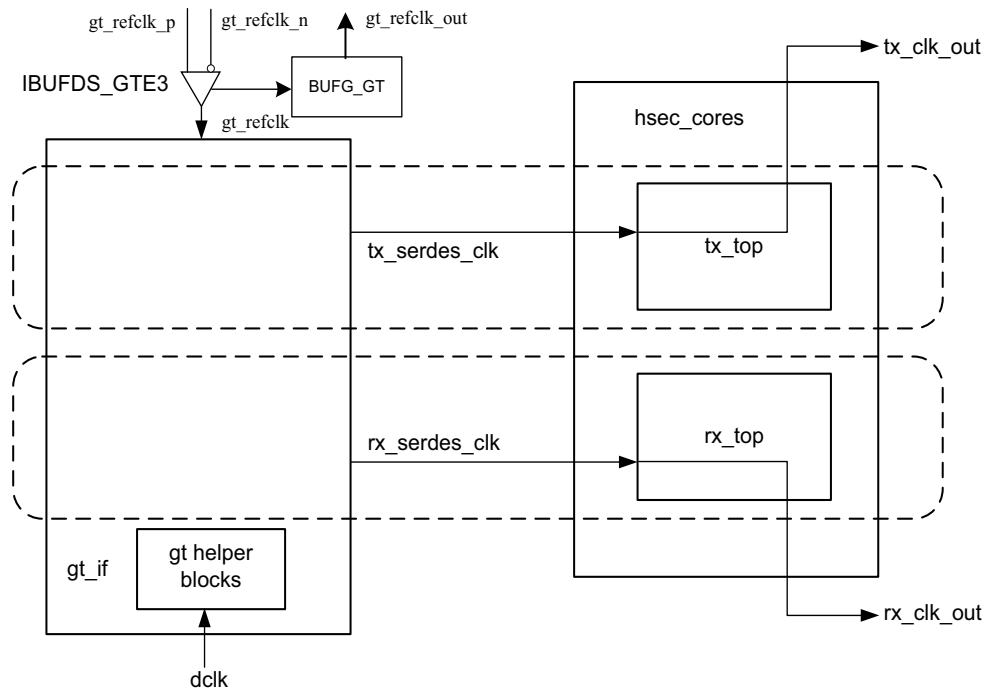 gt_refclk_p
gt_refclk_n
gt_refclk_out
tx_clk_out
IBUFDS_GTE3
BUFG_GT
gt_refclk
hsec_cores
tx_serdes_clk
tx_top
rx_serdes_clk
rx_top
gt_if
gt helper
blocks
rx_clk_out
dclk